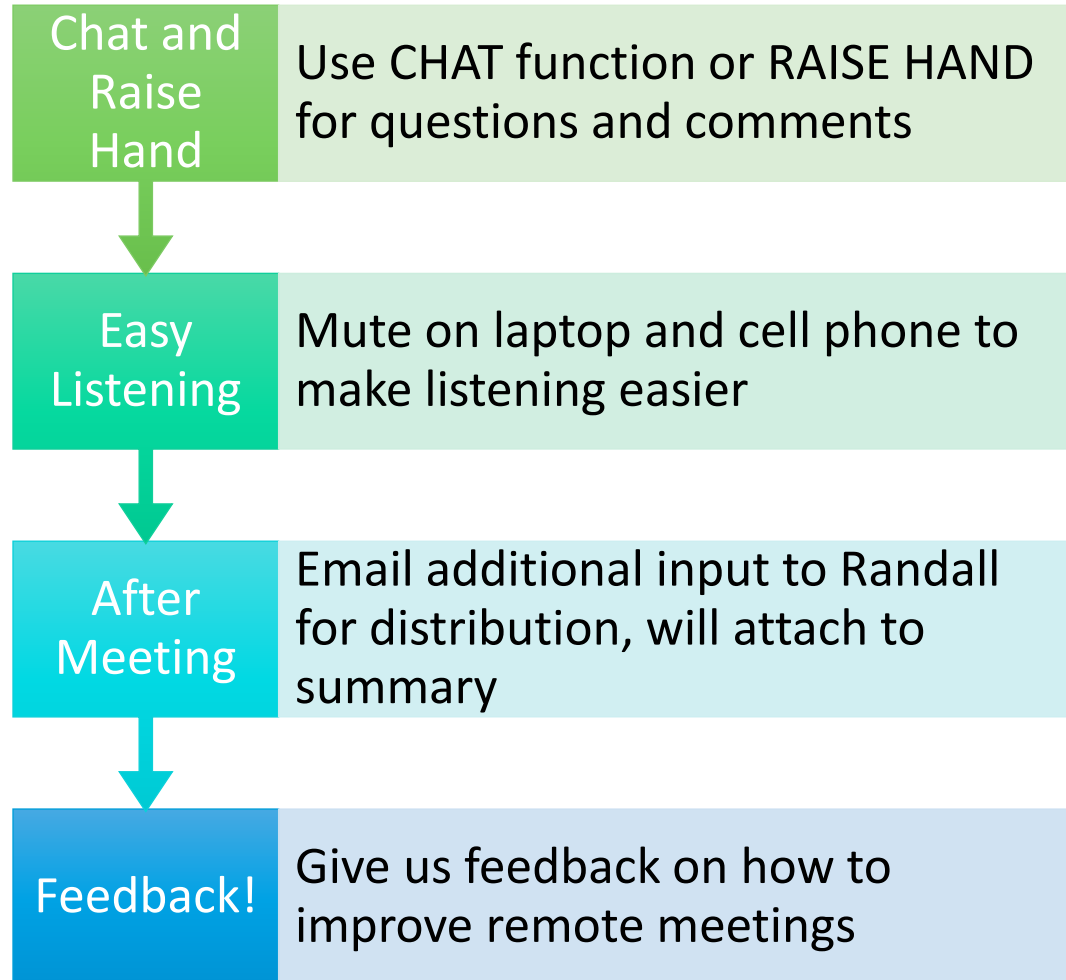 Chat and
Raise
Hand
Use CHAT function or RAISE HAND
for questions and comments
Easy
Listening
Mute on laptop and cell phone to
make listening easier
After
Meeting
Email additional input to Randall
for distribution, will attach to
summary
Feedback!
Give us feedback on how to
improve remote meetings